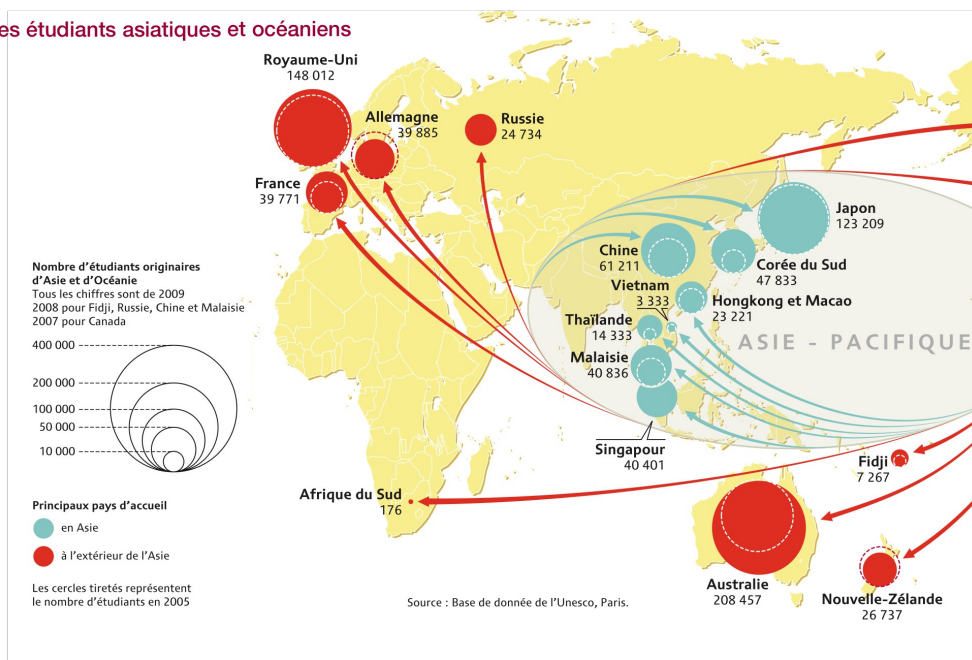 es étudiants asiatiques et océaniens
Royaume-Uni
148 012
Allemagne
39 885
Russie
24 734
France
39 771
Japon
123 209
Chine
61 211
Corée du Sud
47 833
Vietnam
3 333
Hongkong et Macao
23 221
Thaïlande
14 333
ASIE - PACIFIQUE
Malaisie
40 836
Singapour
40 401
Fidji
7 267
Afrique du Sud
176
Australie
208 457
Nouvelle-Zélande
26 737
Nombre d’étudiants originaires
d’Asie et d’Océanie
Tous les chiffres sont de 2009
2008 pour Fidji, Russie, Chine et Malaisie
2007 pour Canada
400 000
200 000
100 000
50 000
10 000
Principaux pays d’accueil
en Asie
à l’extérieur de l’Asie
Les cercles tiretés représentent
le nombre d’étudiants en 2005
Source : Base de donnée de l’Unesco, Paris.